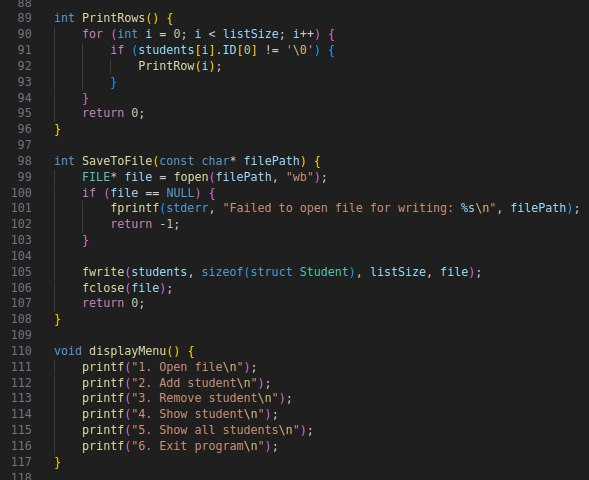 88
89 int PrintRows() {
90 for (int i = 0; i < listSize; i++) {
91 if (students[i].ID[0] != '\0') {
92 PrintRow(i);
93 }
94 }
95 return 0;
96 }
97
98 int SaveToFile(const char* filePath) {
99 FILE* file = fopen(filePath, "wb");
100 if (file == NULL) {
101 fprintf(stderr, "Failed to open file for writing: %s\n", filePath);
102 return -1;
103 }
104
105 fwrite(students, sizeof(struct Student), listSize, file);
106 fclose(file);
107 return 0;
108 }
109
110 void displayMenu() {
111 printf("1. Open file\n");
112 printf("2. Add student\n");
113 printf("3. Remove student\n");
114 printf("4. Show student\n");
115 printf("5. Show all students\n");
116 printf("6. Exit program\n");
117 }
118